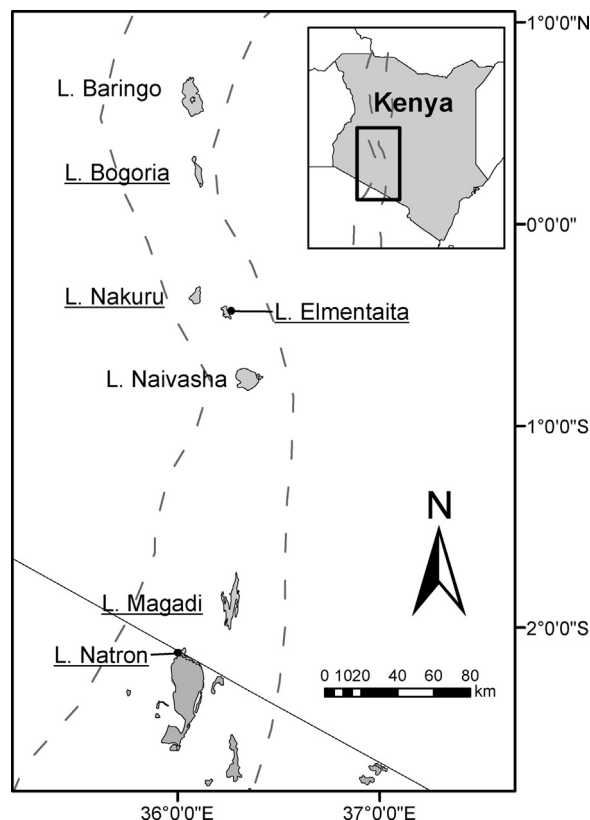 1°0'0"N
L. Baringo
Kenya
L. Bogoria
0°0'0"
L. Nakuru
L. Elmentaita
L. Naivasha
1°0'0"S
N
L. Magadi
2°0'0"S
L. Natron
0 10 20 40 60 80
km
36°0'0"E 37°0'0"E